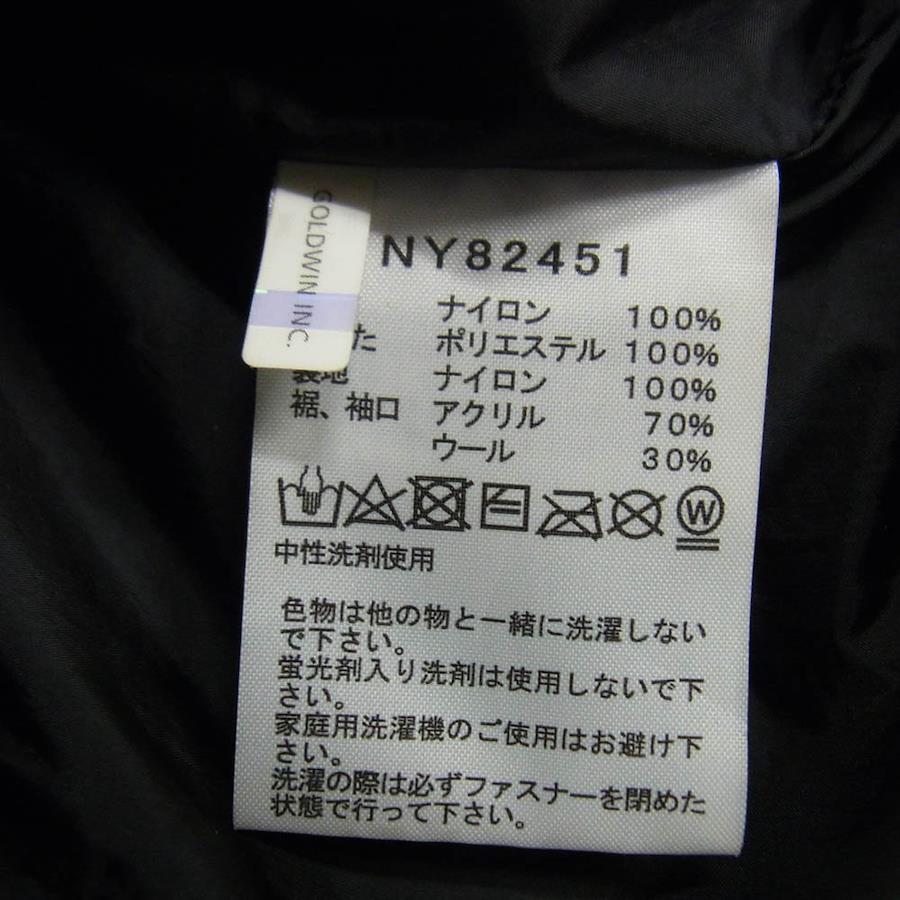 GOLDWIN INC.
NY82451
ナイロン 100%
た ポリエステル 100%
裏地 ナイロン 100%
裾、袖口 アクリル 70%
ウール 30%
W
中性洗剤使用
色物は他の物と一緒に洗濯しない
で下さい。
蛍光剤入り洗剤は使用しないで下
さい。
家庭用洗濯機のご使用はお避け下
さい。
洗濯の際は必ずファスナーを閉めた
状態で行って下さい。